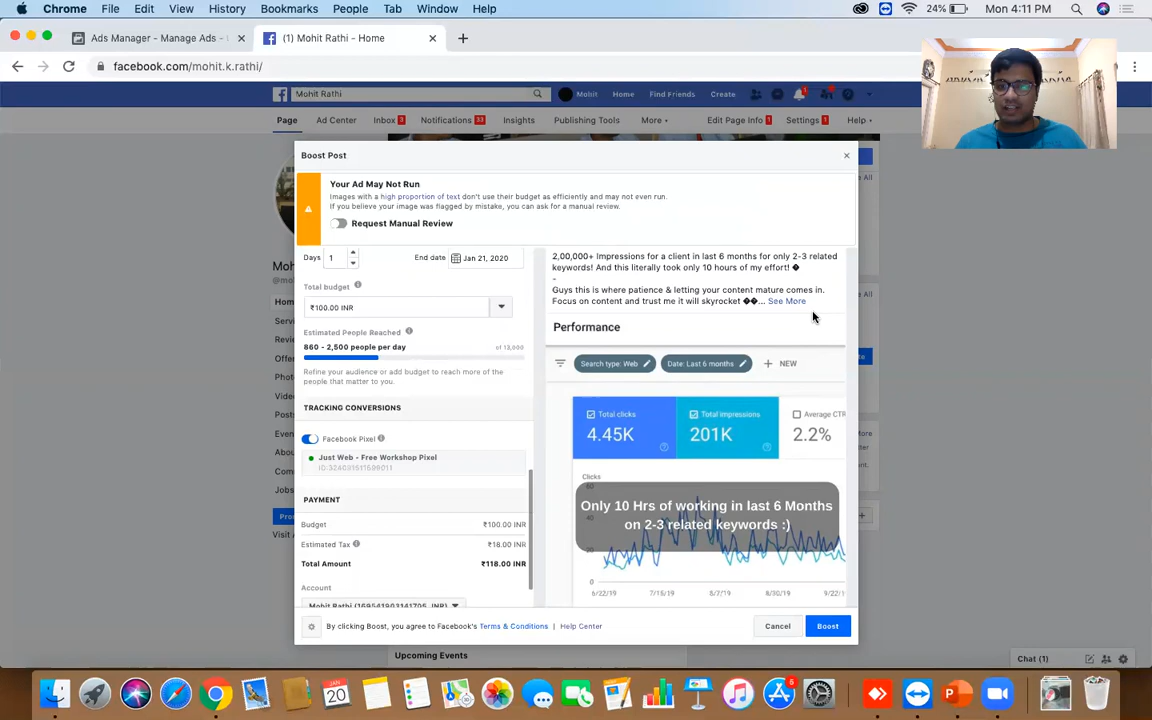 Chrome File Edit View History Bookmarks People Tab Window Help 24% Mon 4:11 PM
Ads Manager - Manage Ads - (1) Mohit Rathi - Home
facebook.com/mohit.k.rathi/
Mohit Rathi Mohit Home Find Friends Create 1
Page Ad Center Inbox 3 Notifications 33 Insights Publishing Tools More Edit Page Info 1 Settings 1 Help
Boost Post
Your Ad May Not Run
Images with a high proportion of text don't use their budget as efficiently and may not even run.
If you believe your image was flagged by mistake, you can ask for a manual review.
Request Manual Review
Days 1 End date Jan 21, 2020
Total budget
₹100.00 INR
Estimated People Reached
860 - 2,500 people per day of 13,000
Refine your audience or add budget to reach more of the
people that matter to you.
TRACKING CONVERSIONS
Facebook Pixel
Just Web - Free Workshop Pixel
PAYMENT
Budget ₹100.00 INR
Estimated Tax ₹18.00 INR
Total Amount ₹118.00 INR
Account
2,00,000+ Impressions for a client in last 6 months for only 2-3 related
keywords! And this literally took only 10 hours of my effort! �
-
Guys this is where patience & letting your content mature comes in.
Focus on content and trust me it will skyrocket ��... See More
Performance
Search type: Web Date: Last 6 months + NEW
Total clicks Total impressions Average CTR
4.45K 201K 2.2%
Clicks
60
Only 10 Hrs of working in last 6 Months
on 2-3 related keywords :)
0
6/22/19 7/15/19 8/7/19 8/30/19 9/22/1
By clicking Boost, you agree to Facebook's Terms & Conditions | Help Center Cancel Boost
Upcoming Events
Chat (1)
JAN
20
5